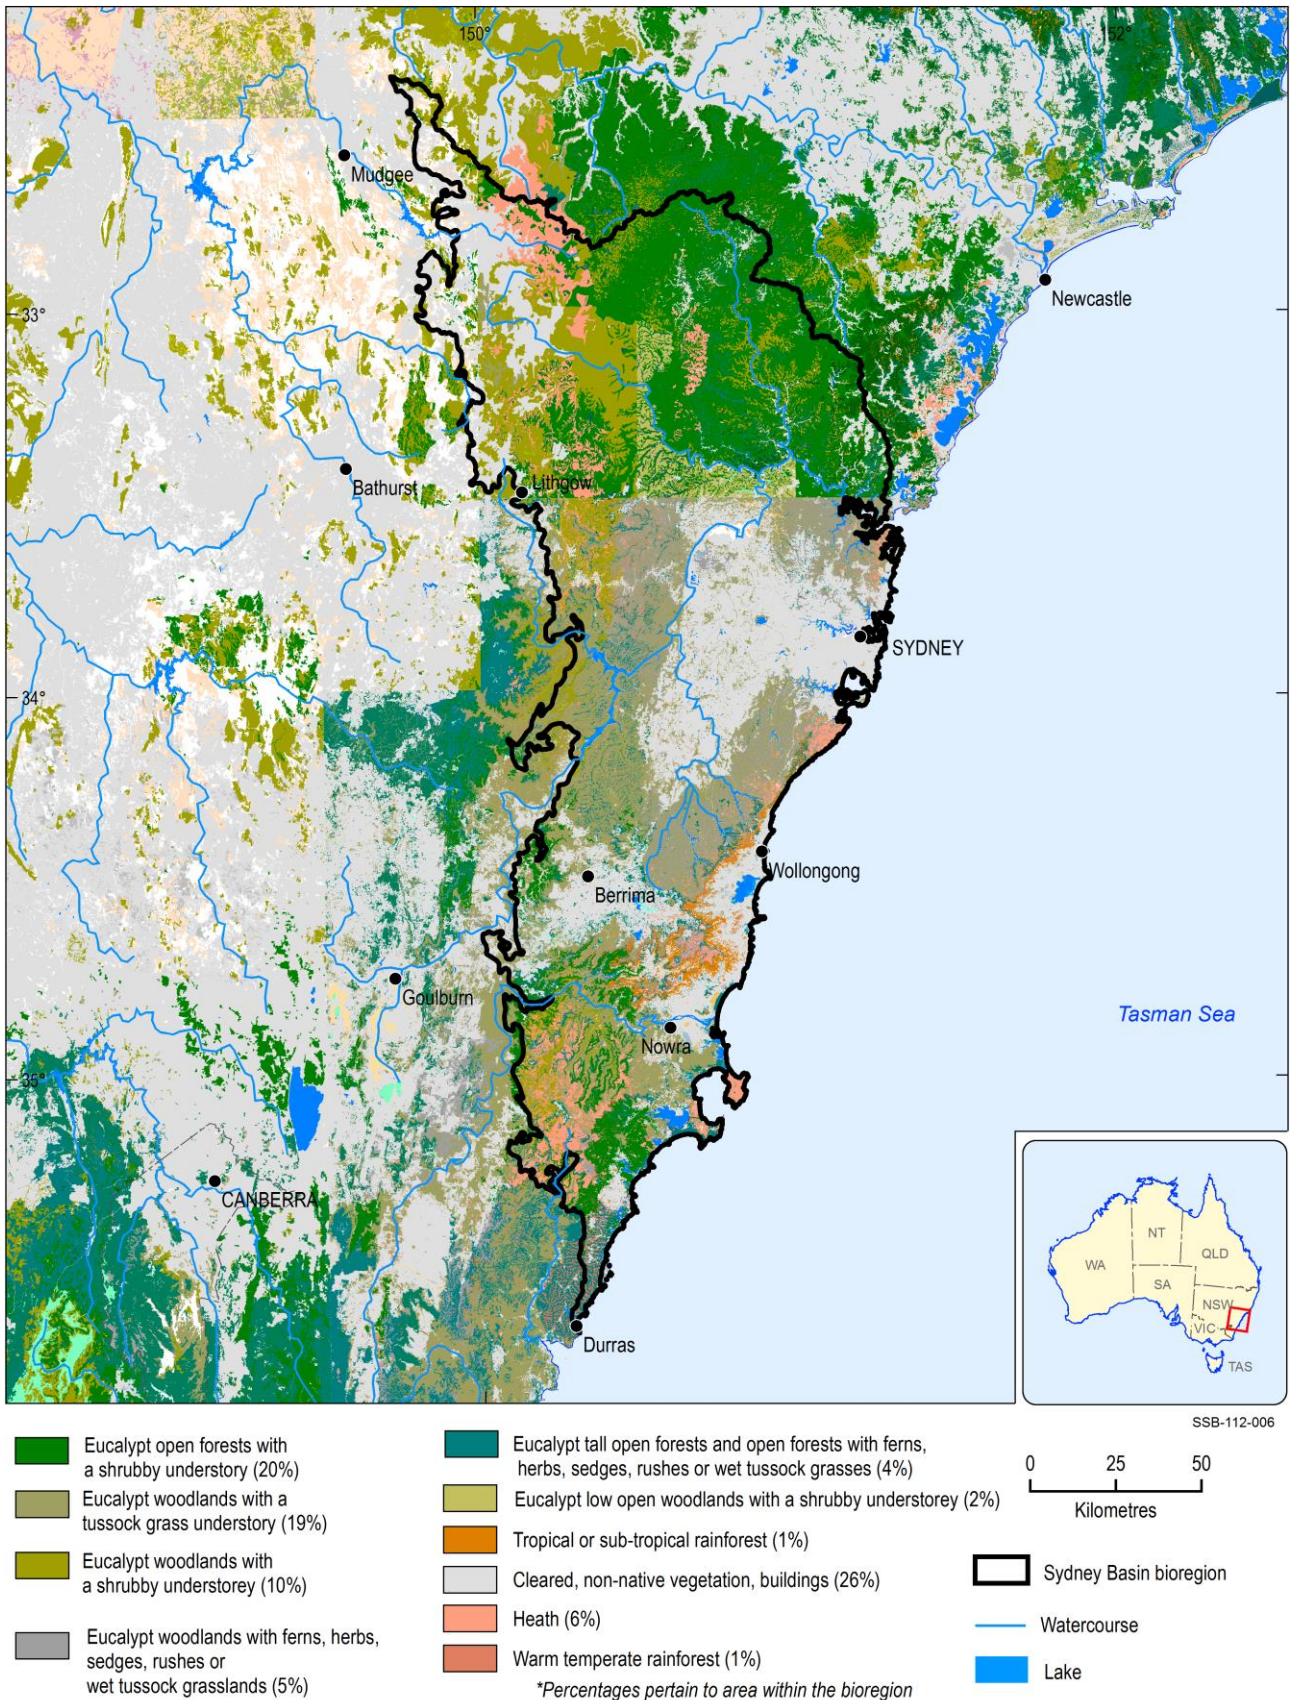 150°
152°
Mudgee
Newcastle
33°
Lithgow
Bathurst
SYDNEY
34°
Wollongong
Berrima
Goulburn
Tasman Sea
Nowra
35°
CANBERRA
Durras
NT
QLD
WA
SA
NSW
VIC
TAS
SSB-112-006
Eucalypt open forests with
a shrubby understory (20%)
Eucalypt woodlands with a
tussock grass understory (19%)
Eucalypt woodlands with
a shrubby understorey (10%)
Eucalypt woodlands with ferns, herbs,
sedges, rushes or
wet tussock grasslands (5%)
Eucalypt tall open forests and open forests with ferns,
herbs, sedges, rushes or wet tussock grasses (4%)
Eucalypt low open woodlands with a shrubby understorey (2%)
Tropical or sub-tropical rainforest (1%)
Cleared, non-native vegetation, buildings (26%)
Heath (6%)
Warm temperate rainforest (1%)
*Percentages pertain to area within the bioregion
0 25 50
Kilometres
Sydney Basin bioregion
Watercourse
Lake